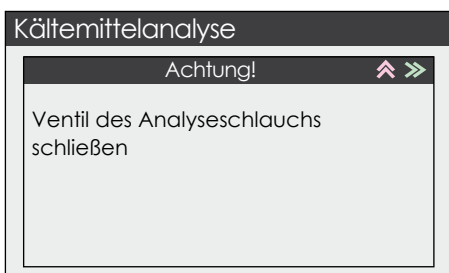 Kältemittelanalyse
Achtung!
Ventil des Analyseschlauchs
schließen